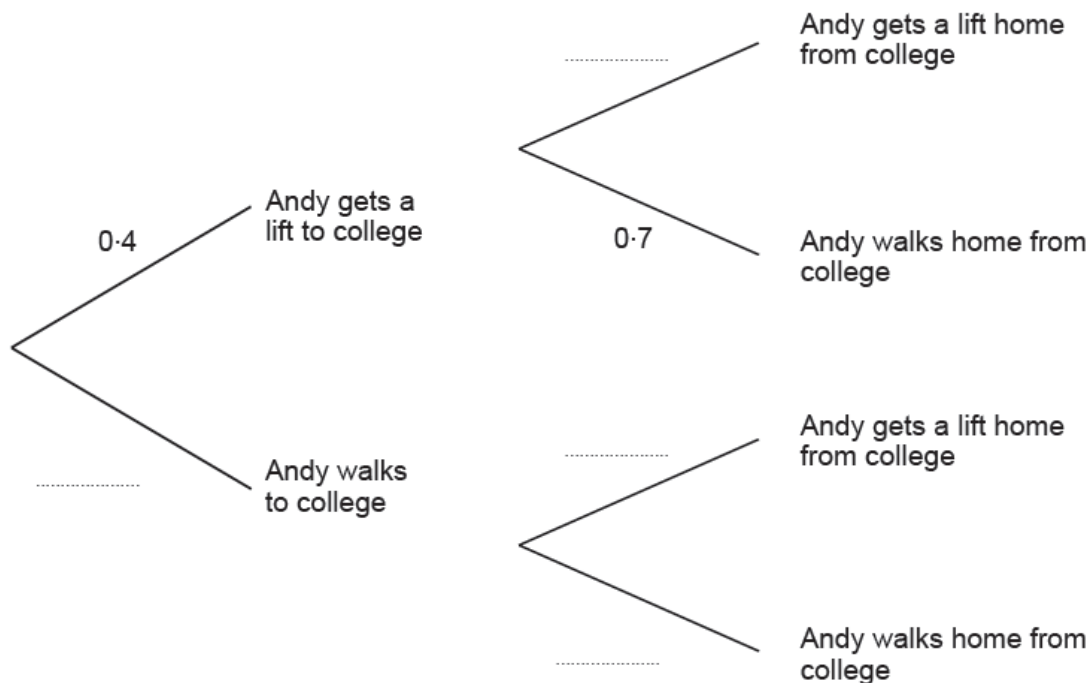 Andy gets a lift home
from college
Andy gets a
lift to college
0·4
0·7
Andy walks home from
college
Andy gets a lift home
from college
Andy walks
to college
Andy walks home from
college